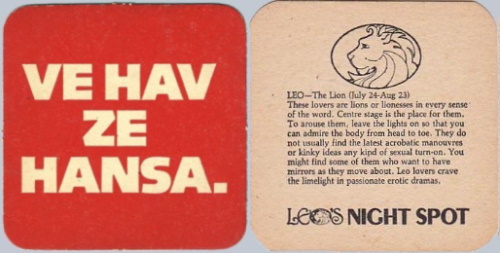 VE HAV
ZE
HANSA.
LEO—The Lion (July 24-Aug 23)
These lovers are lions or lionesses in every sense
of the word. Centre stage is the place for them.
To arouse them, leave the lights on so that you
can admire the body from head to toe. They do
not usually find the latest acrobatic manouvres
or kinky ideas any kind of sexual turn-on. You
might find some of them who want to have
mirrors as they move about. Leo lovers crave
the limelight in passionate erotic dramas.
LEO'S NIGHT SPOT